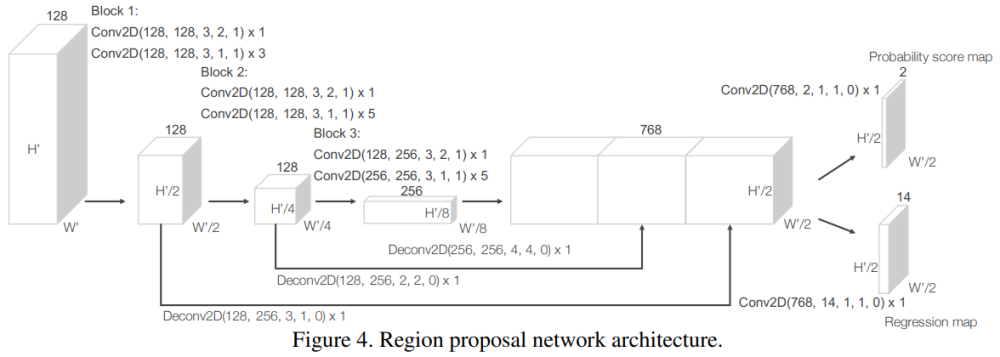 128
Block 1:
Conv2D(128, 128, 3, 2, 1) x 1
Conv2D(128, 128, 3, 1, 1) x 3
H'
W'
Block 2:
Conv2D(128, 128, 3, 2, 1) x 1
Conv2D(128, 128, 3, 1, 1) x 5
128
H'/2
W'/2
Block 3:
Conv2D(128, 256, 3, 2, 1) x 1
Conv2D(256, 256, 3, 1, 1) x 5
128
H'/4
W'/4
256
H'/8
W'/8
768
H'/2
W'/2
Deconv2D(256, 256, 4, 4, 0) x 1
Deconv2D(128, 256, 2, 2, 0) x 1
Deconv2D(128, 256, 3, 1, 0) x 1
Probability score map
2
Conv2D(768, 2, 1, 1, 0) x 1
H'/2
W'/2
14
H'/2
W'/2
Conv2D(768, 14, 1, 1, 0) x 1
Regression map
Figure 4. Region proposal network architecture.